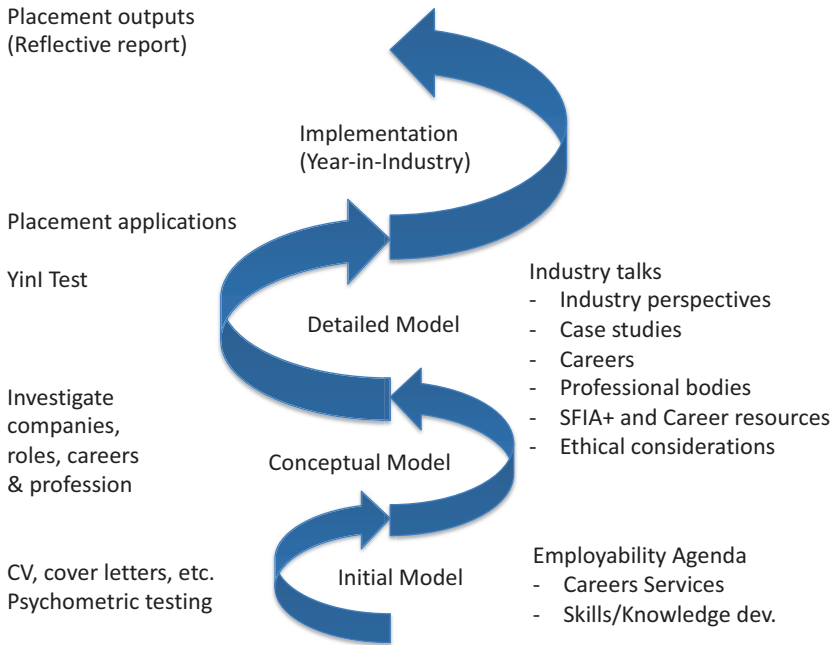 Placement outputs
(Reflective report)
Implementation
(Year-in-Industry)
Placement applications
YinI Test
Detailed Model
Industry talks
- Industry perspectives
- Case studies
- Careers
- Professional bodies
- SFIA+ and Career resources
- Ethical considerations
Investigate
companies,
roles, careers
& profession
Conceptual Model
CV, cover letters, etc.
Psychometric testing
Initial Model
Employability Agenda
- Careers Services
- Skills/Knowledge dev.